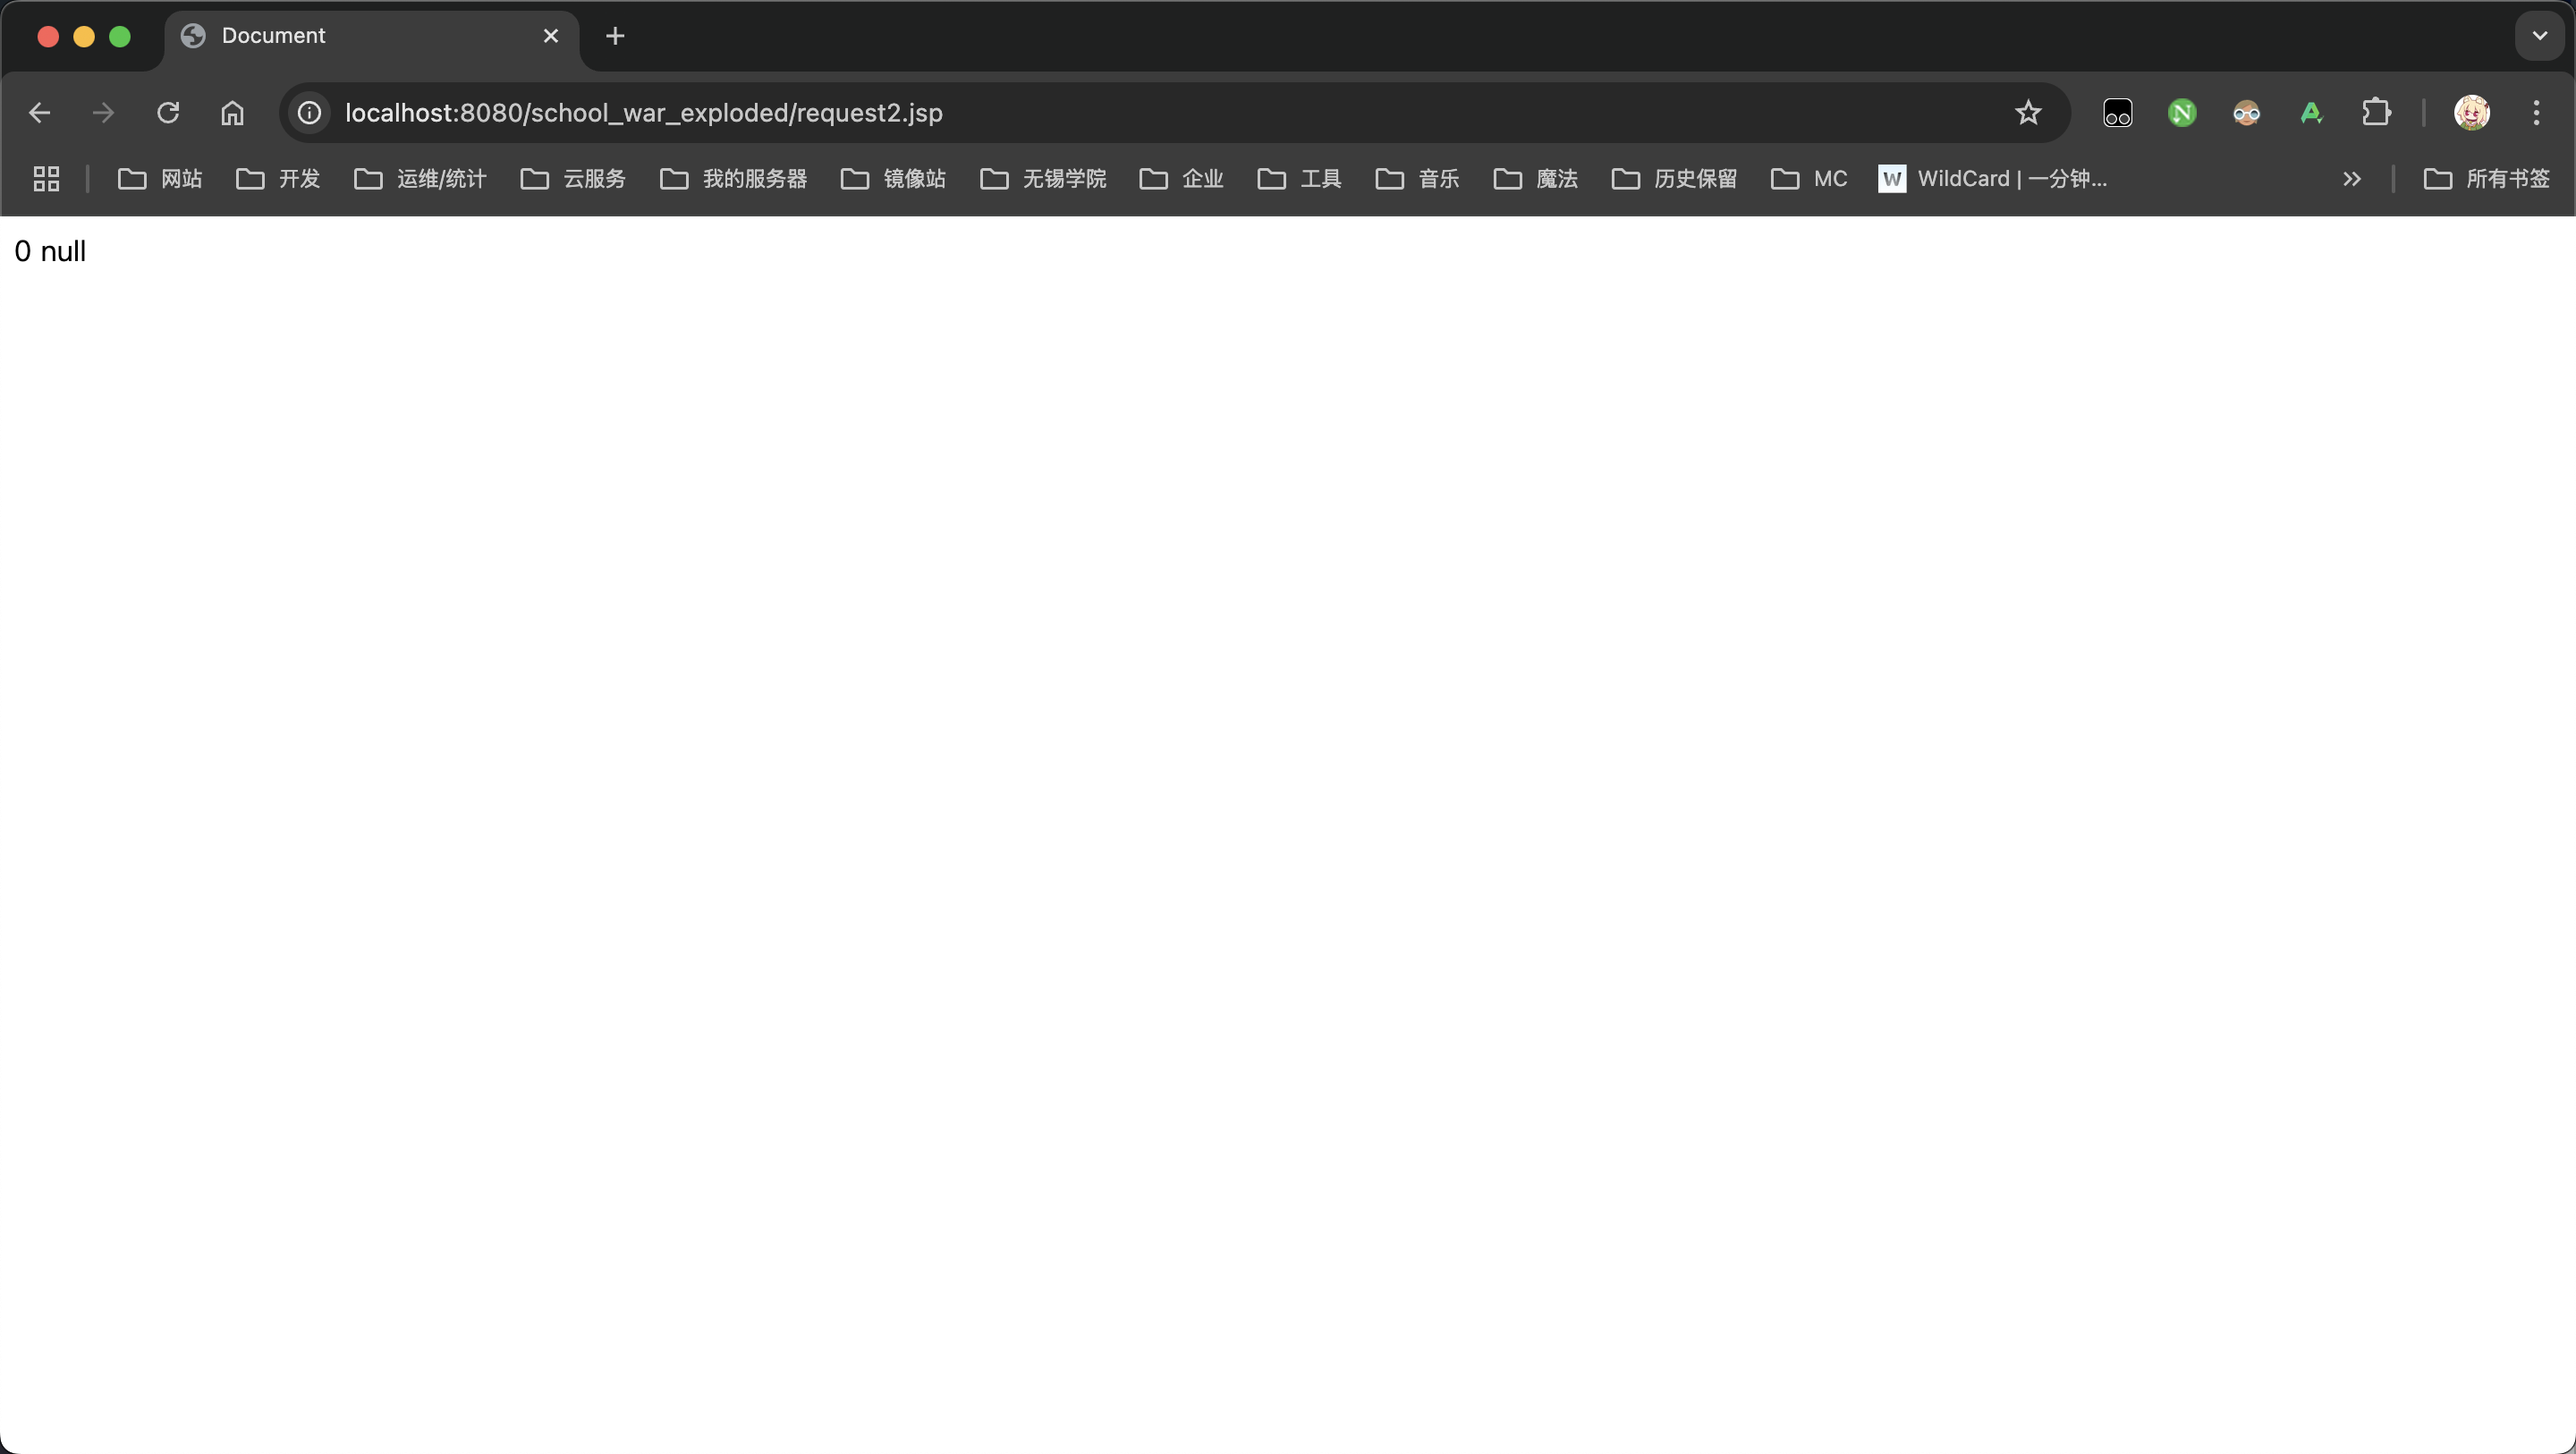 Document
localhost:8080/school_war_exploded/request2.jsp
网站 开发 运维/统计 云服务 我的服务器 镜像站 无锡学院 企业 工具 音乐 魔法 历史保留 MC W WildCard | 一分钟... 所有书签
0 null